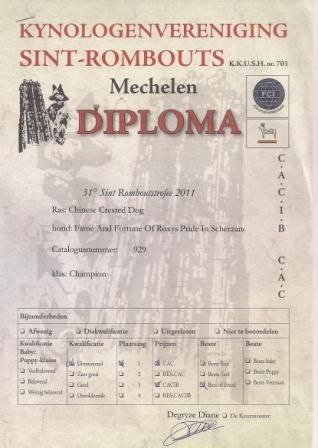 KYNOLOGENVERENIGING
SINT-ROMBOUTS K.K.U.S.H. nr. 703
Mechelen
FCI
DIPLOMA
C.A.C.I.B
C.A.C
31° Sint Romboutstrofee 2011
Ras: Chinese Crested Dog
hond: Fame And Fortune Of Roxys Pride In Scherzand
Catalogusnummer: 929
klas: Champion
Bijzonderheden
Afwezig Diskwalificatie Uitgesloten Niet te beoordelen
Kwalificatie Kwalificatie Plaatsing Prijzen Beste Beste
Baby:
Puppy-klasse Uitmuntend 1 CAC Beste Reu Beste baby
Veelbelovend Zeer goed 2 RES.CAC Beste Teef Beste Puppy
Belovend Goed 3 CACIB Best of Breed Beste Veteraan
Weinig belovend Onvoldoende 4 RES.CACIB
Degryze Diane De Keurmeester